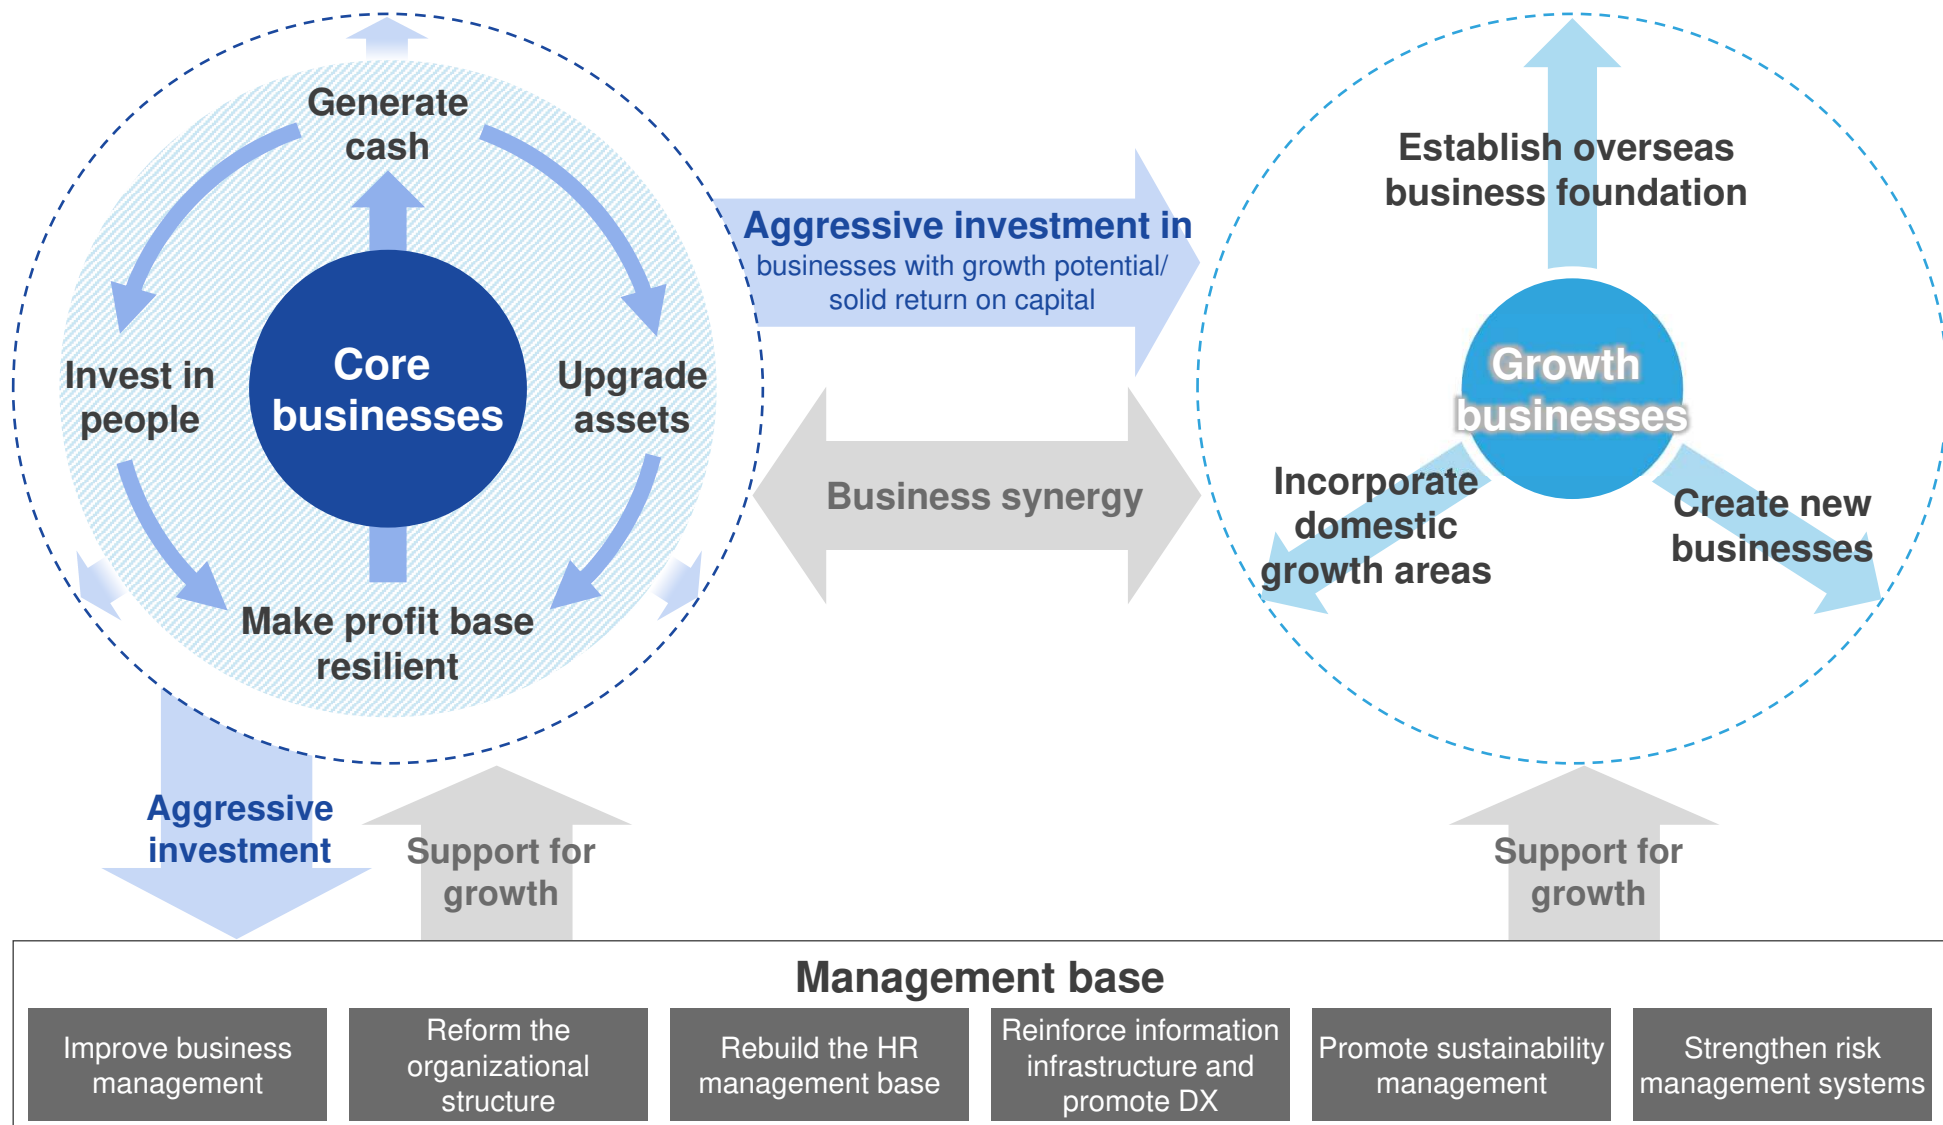 Generate
cash
Invest in
people
Core
businesses
Upgrade
assets
Make profit base
resilient
Aggressive investment in
businesses with growth potential/
solid return on capital
Business synergy
Establish overseas
business foundation
Growth
businesses
Incorporate
domestic
growth areas
Create new
businesses
Aggressive
investment
Support for
growth
Support for
growth
Management base
Improve business
management
Reform the
organizational
structure
Rebuild the HR
management base
Reinforce information
infrastructure and
promote DX
Promote sustainability
management
Strengthen risk
management systems